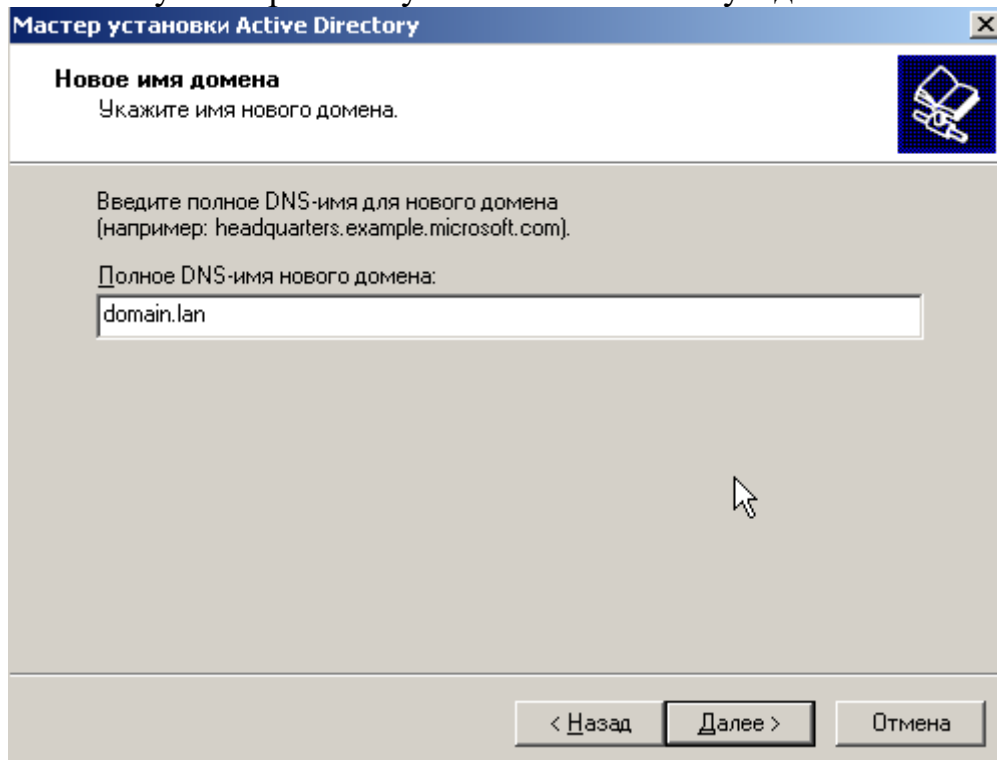 Мастер установки Active Directory
Новое имя домена
Укажите имя нового домена.
Введите полное DNS-имя для нового домена
(например: headquarters.example.microsoft.com).
Полное DNS-имя нового домена:
domain.lan
< Назад
Далее >
Отмена